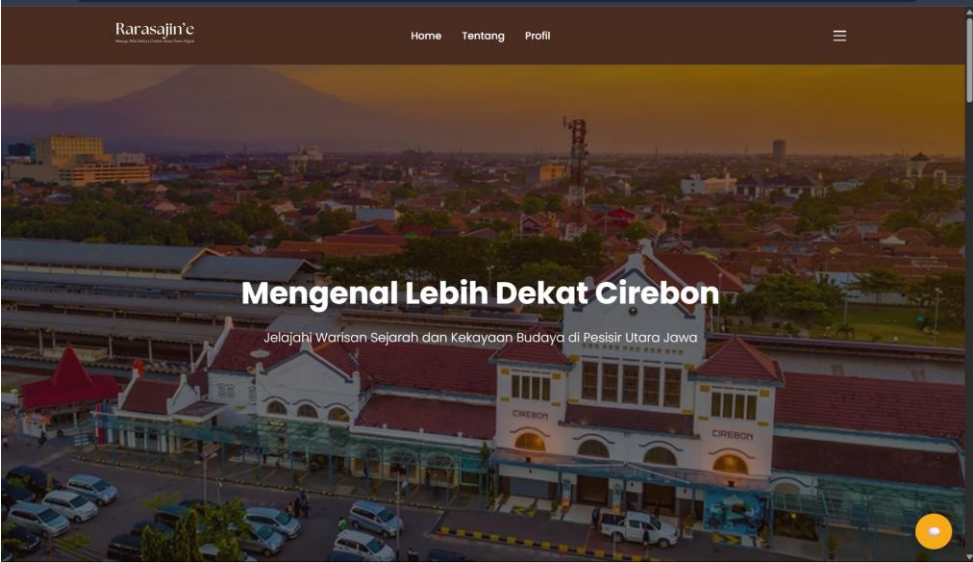 Rarasajin'e
Home Tentang Profil
Mengenal Lebih Dekat Cirebon
Jelajahi Warisan Sejarah dan Kekayaan Budaya di Pesisir Utara Jawa
CIREBON
CIREBON